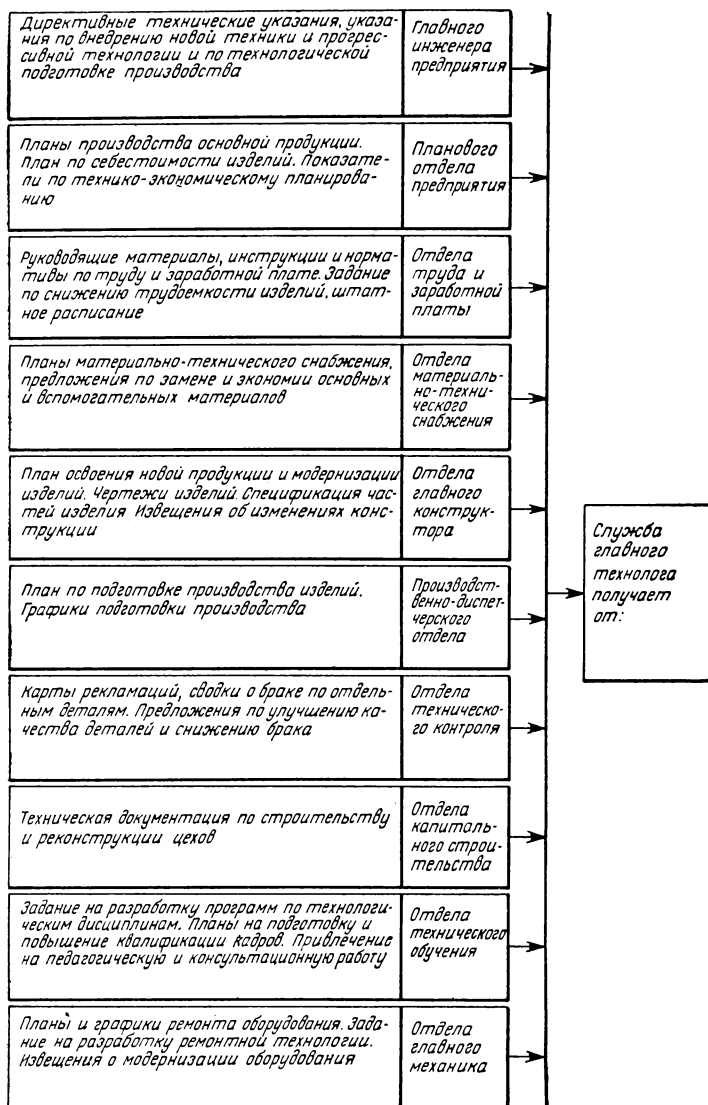 Директивные технические указания, указа-
ния по внедрению новой техники и прогрес-
сивной технологии и по технологической
подготовке производства
Главного
инженера
предприятия
Планы производства основной продукции.
План по себестоимости изделий. Показате-
ли по технико-экономическому планирова-
нию
Планового
отдела
предприятия
Руководящие материалы, инструкции и норма-
тивы по труду и заработной плате. Задание
по снижению трудоемкости изделий, штат-
ное расписание
Отдела
труда и
заработной
платы
Планы материально-технического снабжения,
предложения по замене и экономии основных
и вспомогательных материалов
Отдела
материаль-
но-техни-
ческого
снабжения
План освоения новой продукции и модернизации
изделий. Чертежи изделий. Спецификация час-
тей изделия Извещения об изменениях конс-
трукции
Отдела
главного
конструк-
тора
План по подготовке производства изделий.
Графики подготовки производства
Производст-
венно-диспет-
черского
отдела
Карты рекламаций, сводки о браке по отдель-
ным деталям. Предложения по улучшению ка-
чества деталей и снижению брака
Отдела
технического
контроля
Техническая документация по строительству
и реконструкции цехов
Отдела
капиталь-
ного строи-
тельства
Задание на разработку программ по технологи-
ческим дисциплинам. Планы на подготовку и
повышение квалификации кадров. Привлечение
на педагогическую и консультационную работу
Отдела
технического
обучения
Планы и графики ремонта оборудования. Зада-
ние на разработку ремонтной технологии.
Извещения о модернизации оборудования
Отдела
главного
механика
Служба
главного
технолога
получает
от: